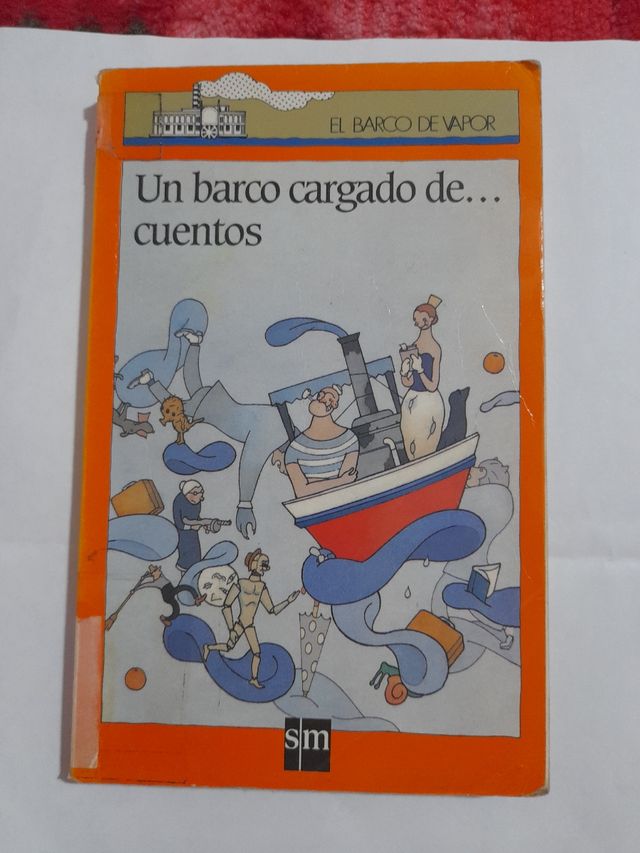 EL BARCO DE VAPOR
Un barco cargado de...
cuentos
sm